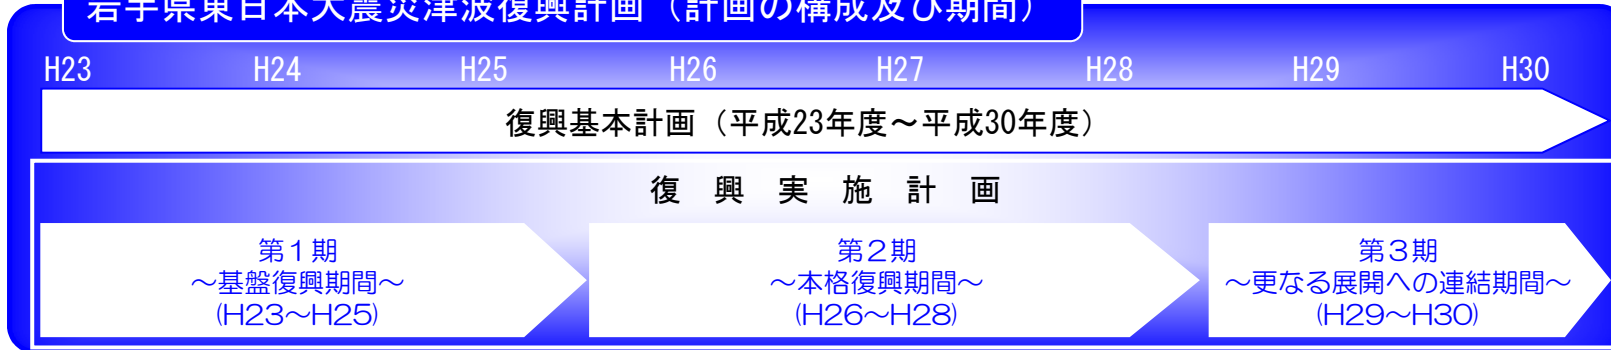 岩手県東日本大震災津波復興計画（計画の構成及び期間）
H23 H24 H25 H26 H27 H28 H29 H30
復興基本計画（平成23年度～平成30年度）
復興実施計画
第１期
～基盤復興期間～
(H23～H25)
第２期
～本格復興期間～
(H26～H28)
第３期
～更なる展開への連結期間～
(H29～H30)